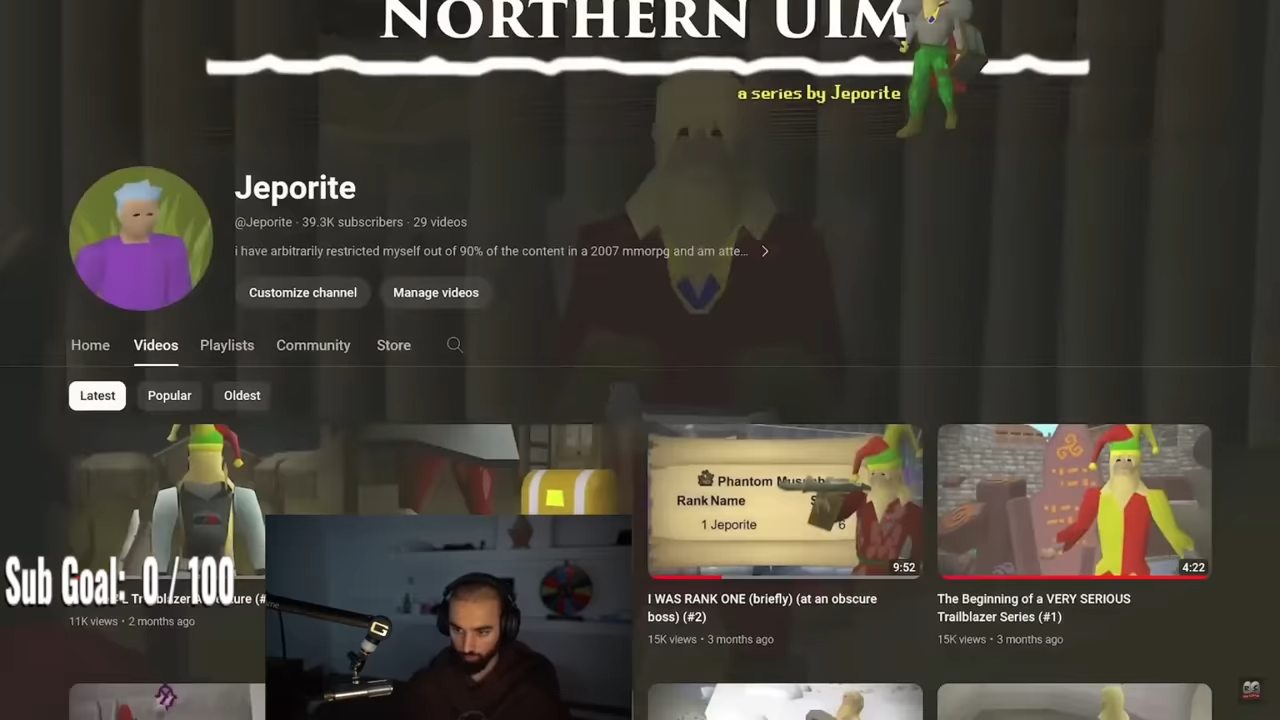 NORTHERN UIM
a series by Jeporite
Jeporite
@Jeporite · 39.3K subscribers · 29 videos
i have arbitrarily restricted myself out of 90% of the content in a 2007 mmorpg and am atte...
Customize channel
Manage videos
Home
Videos
Playlists
Community
Store
Latest
Popular
Oldest
Phantom
Rank Name
1 Jeporite
6
9:52
4:22
Sub Goal: 0 / 100
(#
11K views • 2 months ago
I WAS RANK ONE (briefly) (at an obscure
boss) (#2)
15K views • 3 months ago
The Beginning of a VERY SERIOUS
Trailblazer Series (#1)
15K views • 3 months ago
G